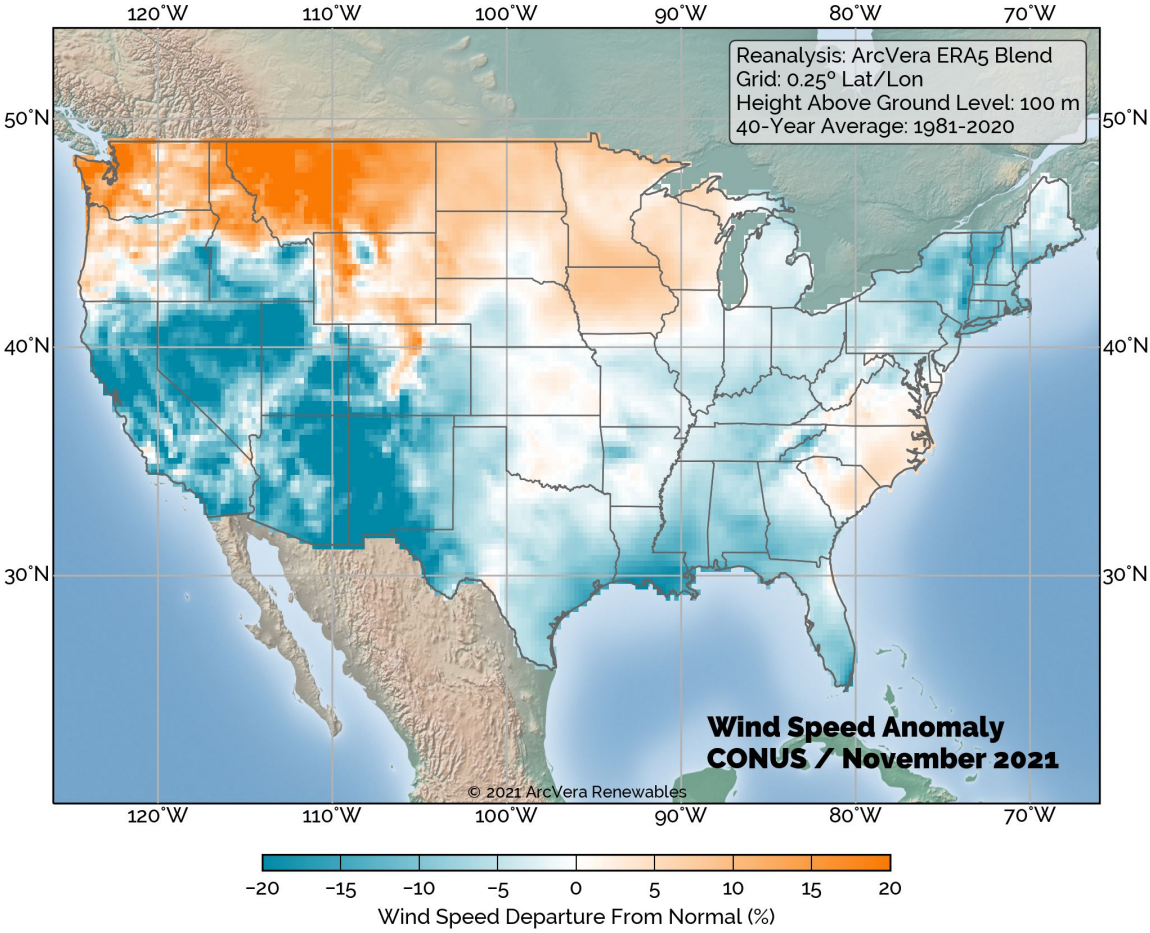 120˚W 110˚W 100˚W 90˚W 80˚W 70˚W
Reanalysis: ArcVera ERA5 Blend
Grid: 0.25º Lat/Lon
Height Above Ground Level: 100 m
40-Year Average: 1981-2020
50˚N 50˚N
40˚N 40˚N
30˚N 30˚N
Wind Speed Anomaly
CONUS / November 2021
© 2021 ArcVera Renewables
120˚W 110˚W 100˚W 90˚W 80˚W 70˚W
−20 −15 −10 −5 0 5 10 15 20
Wind Speed Departure From Normal (%)